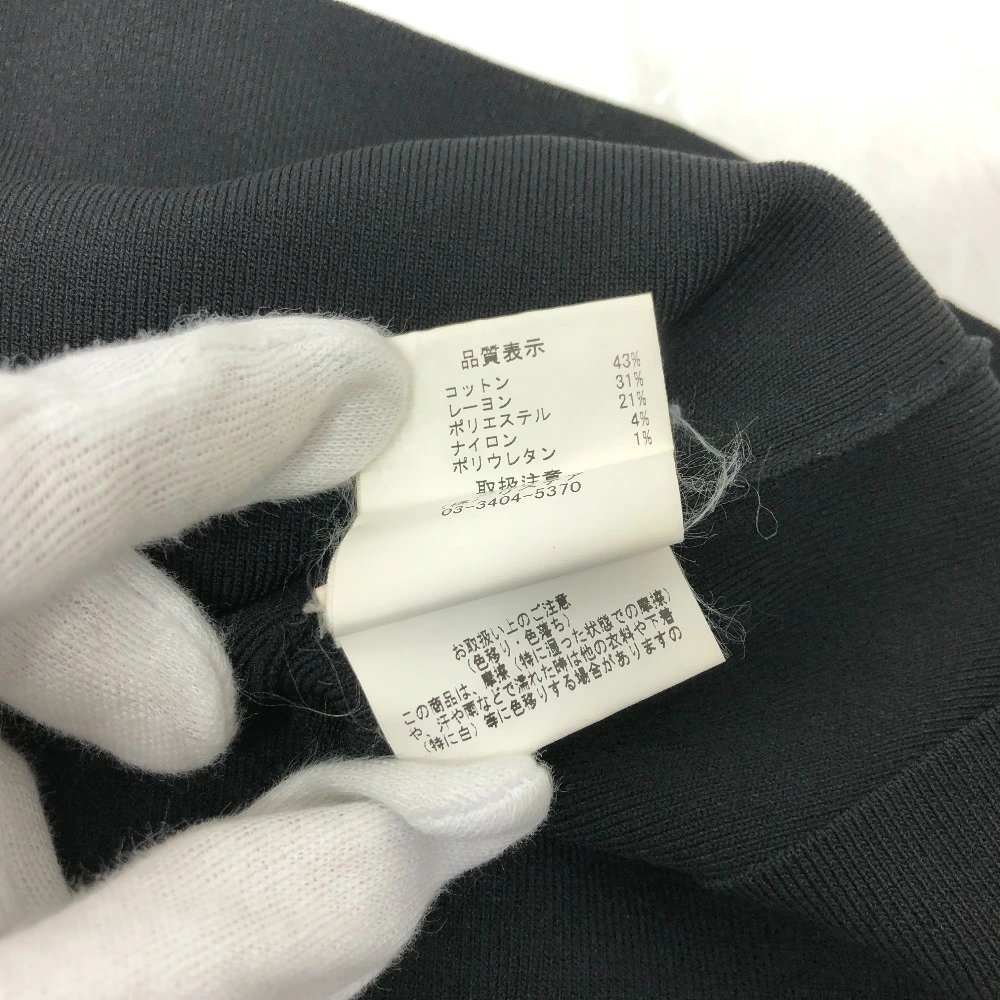 品質表示
コットン 43%
レーヨン 31%
ポリエステル 21%
ナイロン 4%
ポリウレタン 1%
取扱注意
03-3404-5370
お取扱い上のご注意
(色移り・色落ち)
この商品は、摩擦(特に湿った状態での摩擦)
や、汗や雨などで濡れた時は他の衣料や下着
(特に白)等に色移りする場合がありますの